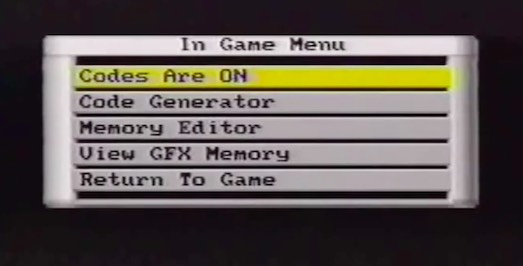 In Game Menu
Codes Are ON
Code Generator
Memory Editor
View GFX Memory
Return To Game